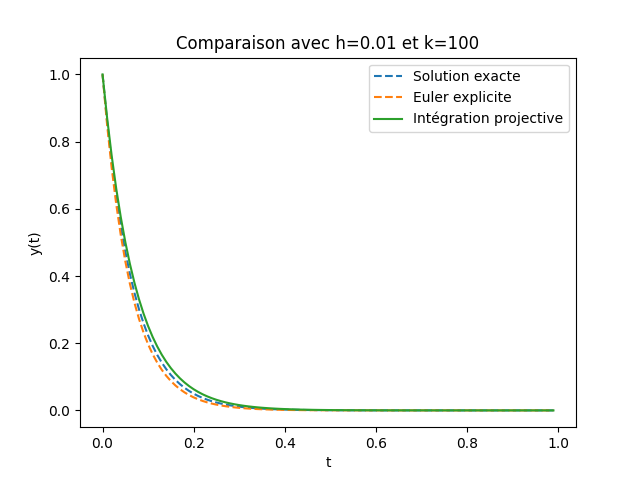 Comparaison avec h=0.01 et k=100
Solution exacte
Euler explicite
Intégration projective
y(t)
1.0
0.8
0.6
0.4
0.2
0.0
0.0 0.2 0.4 0.6 0.8 1.0
t